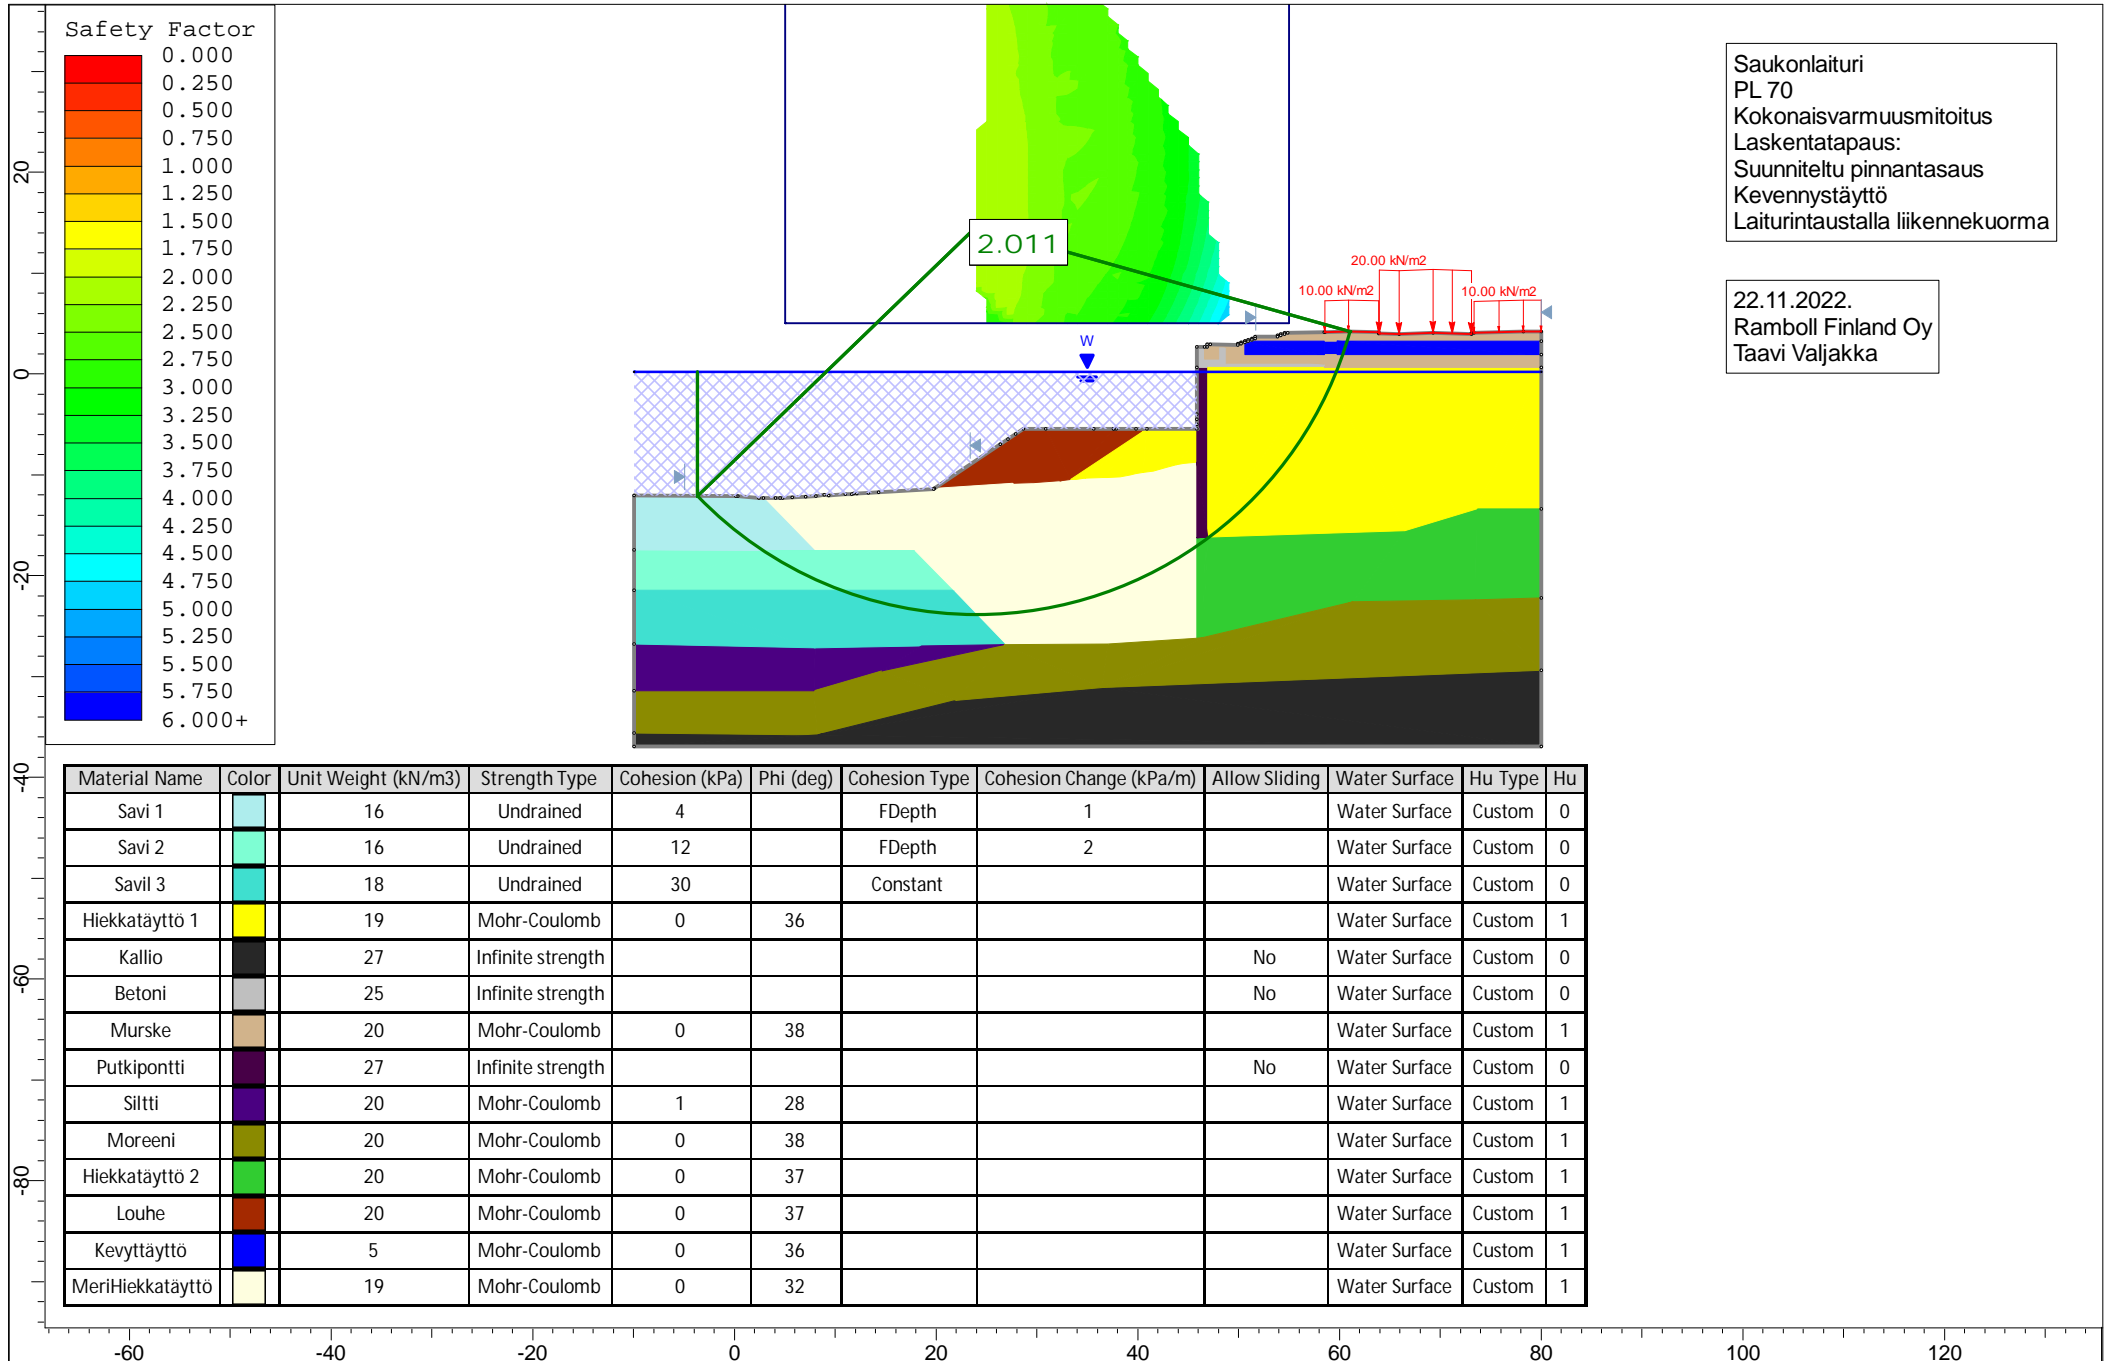 Safety Factor
0.000
0.250
0.500
0.750
1.000
1.250
1.500
1.750
2.000
2.250
2.500
2.750
3.000
3.250
3.500
3.750
4.000
4.250
4.500
4.750
5.000
5.250
5.500
5.750
6.000+
2.011
W
10.00 kN/m2
20.00 kN/m2
10.00 kN/m2
Saukonlaituri
PL 70
Kokonaisvarmuusmitoitus
Laskentatapaus:
Suunniteltu pinnantasaus
Kevennystäyttö
Laiturintaustalla liikennekuorma
22.11.2022.
Ramboll Finland Oy
Taavi Valjakka
20
0
-20
-40
-60
-80
Material Name Color Unit Weight (kN/m3) Strength Type Cohesion (kPa) Phi (deg) Cohesion Type Cohesion Change (kPa/m) Allow Sliding Water Surface Hu Type Hu
Savi 1 16 Undrained 4 FDepth 1 Water Surface Custom 0
Savi 2 16 Undrained 12 FDepth 2 Water Surface Custom 0
Savil 3 18 Undrained 30 Constant Water Surface Custom 0
Hiekkatäyttö 1 19 Mohr-Coulomb 0 36 Water Surface Custom 1
Kallio 27 Infinite strength No Water Surface Custom 0
Betoni 25 Infinite strength No Water Surface Custom 0
Murske 20 Mohr-Coulomb 0 38 Water Surface Custom 1
Putkipontti 27 Infinite strength No Water Surface Custom 0
Siltti 20 Mohr-Coulomb 1 28 Water Surface Custom 1
Moreeni 20 Mohr-Coulomb 0 38 Water Surface Custom 1
Hiekkatäyttö 2 20 Mohr-Coulomb 0 37 Water Surface Custom 1
Louhe 20 Mohr-Coulomb 0 37 Water Surface Custom 1
Kevyttäyttö 5 Mohr-Coulomb 0 36 Water Surface Custom 1
MeriHiekkatäyttö 19 Mohr-Coulomb 0 32 Water Surface Custom 1
-60 -40 -20 0 20 40 60 80 100 120